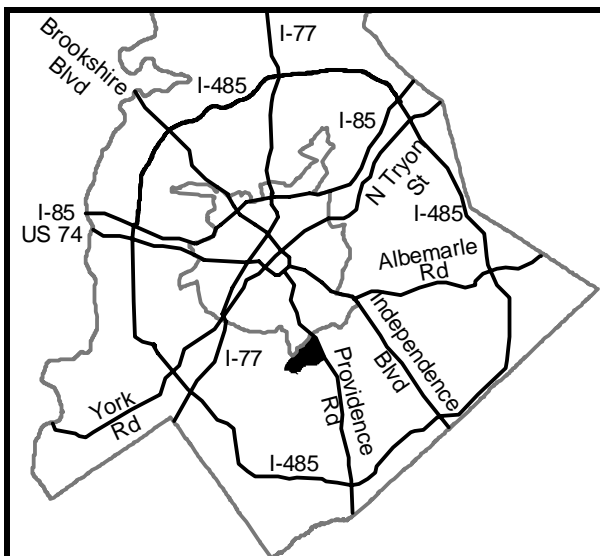 I-77
Brookshire
Blvd
I-485
I-85
N Tryon
St
I-85
US 74
I-485
Albemarle
Rd
Independence
Blvd
I-77
Providence
Rd
York
Rd
I-485